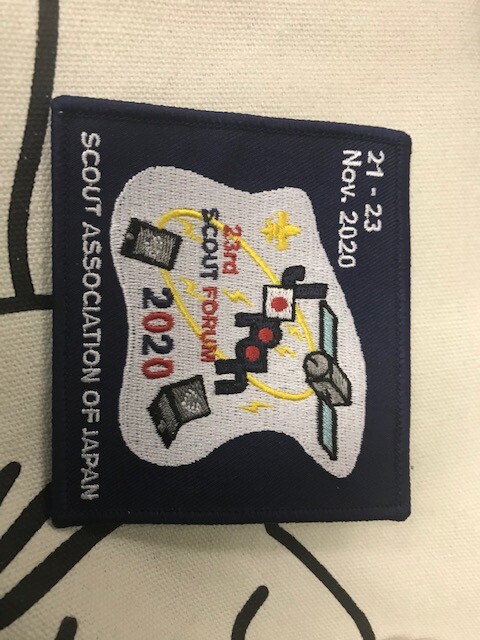 21 - 23
Nov. 2020
23rd
SCOUT FORUM
2020
SCOUT ASSOCIATION OF JAPAN